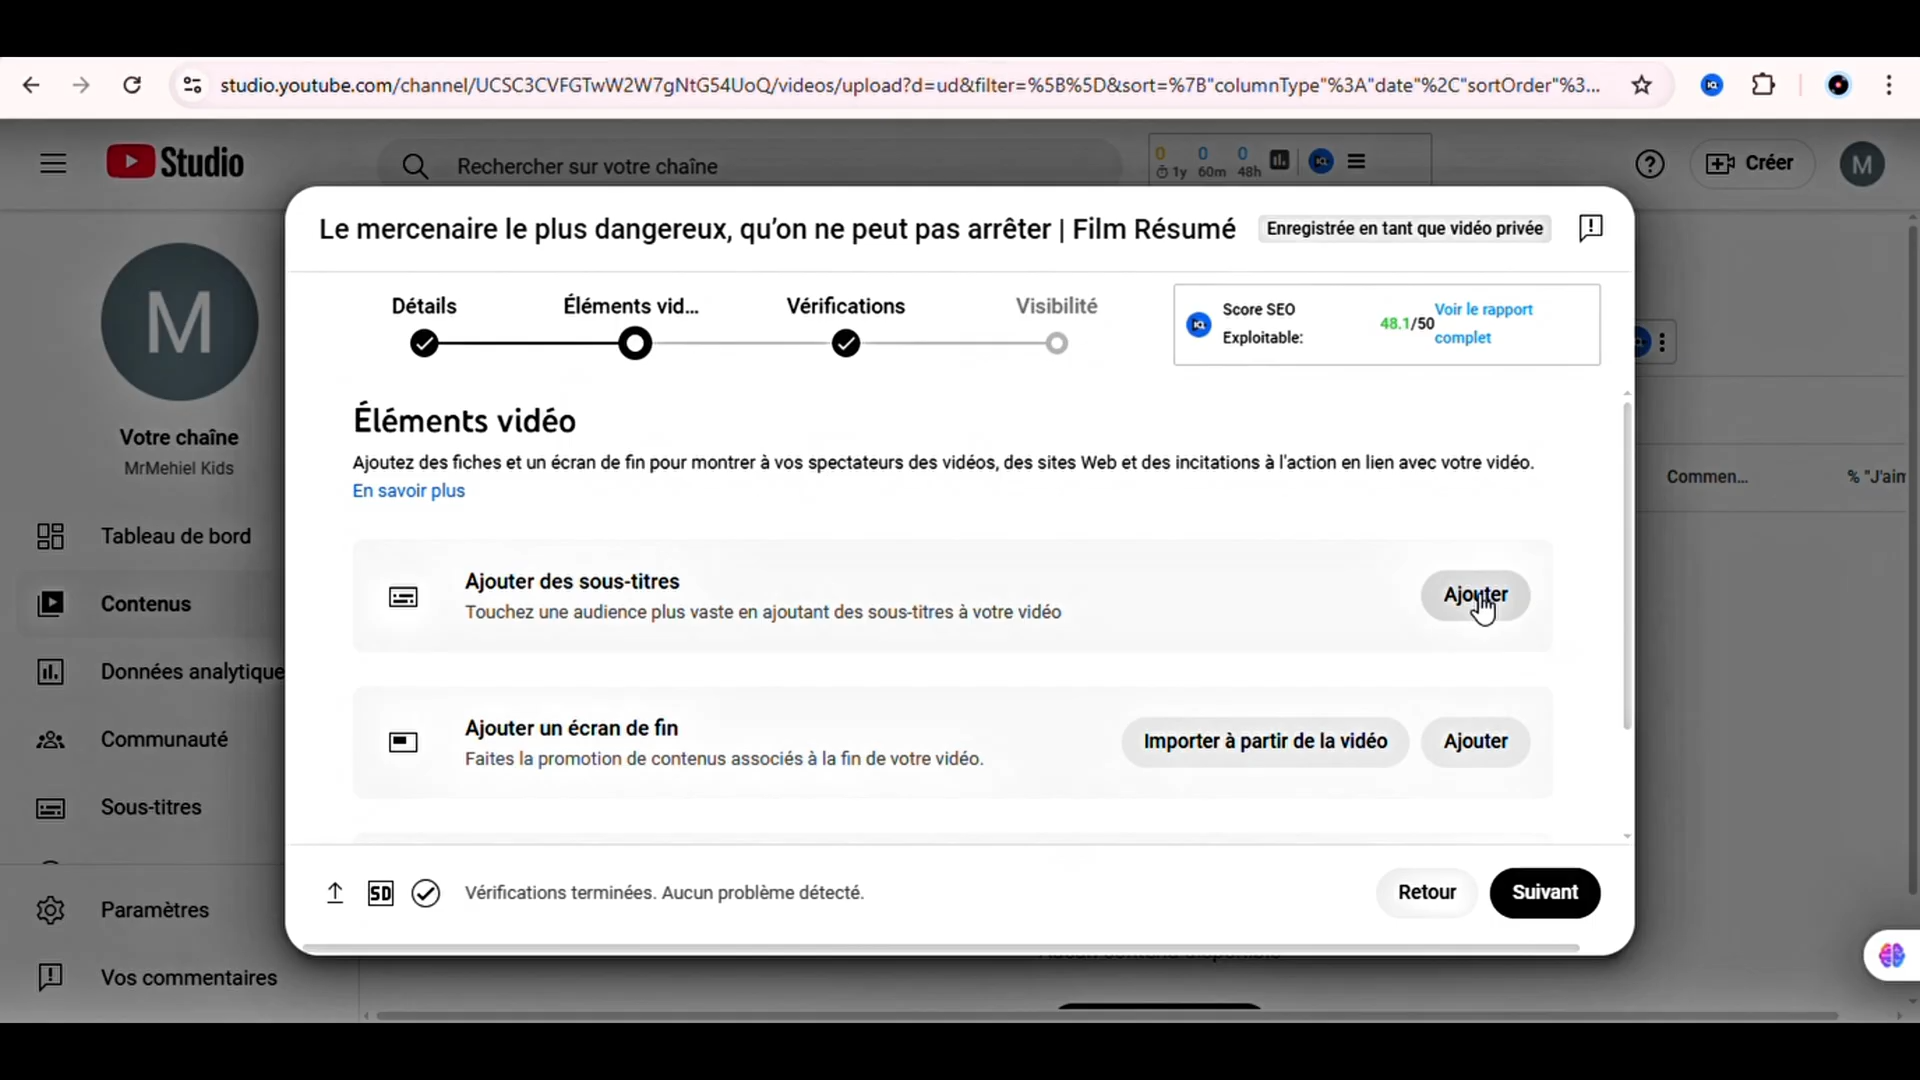 studio.youtube.com/channel/UCSC3CVFGTwW2W7gNtG54UoQ/videos/upload?d=ud&filter=%5B%5D&sort=%7B"columnType"%3A"date"%2C"sortOrder"%3...
Studio
Rechercher sur votre chaîne
0 0 0
1y 60m 48h
Créer
M
Le mercenaire le plus dangereux, qu’on ne peut pas arrêter | Film Résumé
Enregistrée en tant que vidéo privée
Détails
Éléments vid...
Vérifications
Visibilité
Score SEO
Exploitable:
48.1/50
Voir le rapport
complet
M
Votre chaîne
MrMehiel Kids
Tableau de bord
Contenus
Données analytique
Communauté
Sous-titres
Paramètres
Vos commentaires
Éléments vidéo
Ajoutez des fiches et un écran de fin pour montrer à vos spectateurs des vidéos, des sites Web et des incitations à l'action en lien avec votre vidéo.
En savoir plus
Ajouter des sous-titres
Touchez une audience plus vaste en ajoutant des sous-titres à votre vidéo
Ajouter
Ajouter un écran de fin
Faites la promotion de contenus associés à la fin de votre vidéo.
Importer à partir de la vidéo
Ajouter
Commen...
% "J'aim
SD
Vérifications terminées. Aucun problème détecté.
Retour
Suivant